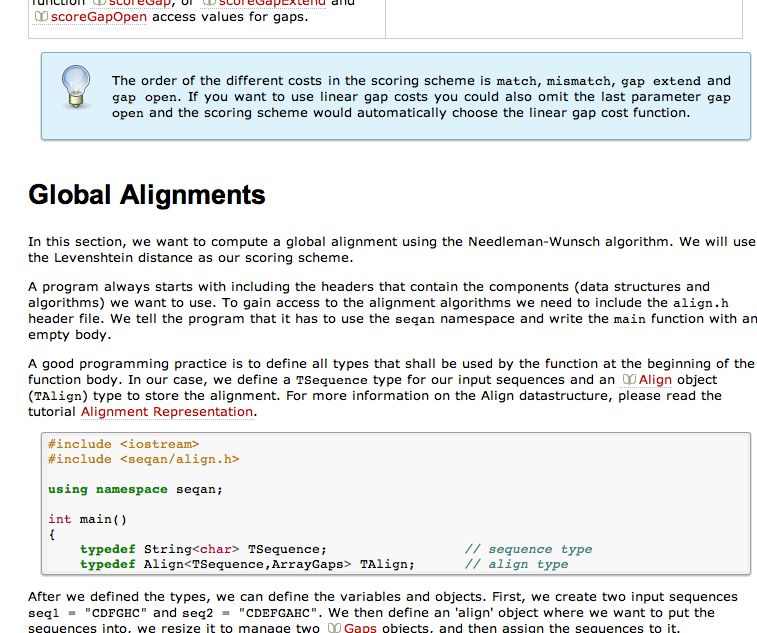 function scoreGap, or scoreGapExtend and
scoreGapOpen access values for gaps.
The order of the different costs in the scoring scheme is match, mismatch, gap extend and
gap open. If you want to use linear gap costs you could also omit the last parameter gap
open and the scoring scheme would automatically choose the linear gap cost function.
Global Alignments
In this section, we want to compute a global alignment using the Needleman-Wunsch algorithm. We will use
the Levenshtein distance as our scoring scheme.
A program always starts with including the headers that contain the components (data structures and
algorithms) we want to use. To gain access to the alignment algorithms we need to include the align.h
header file. We tell the program that it has to use the seqan namespace and write the main function with an
empty body.
A good programming practice is to define all types that shall be used by the function at the beginning of the
function body. In our case, we define a TSequence type for our input sequences and an Align object
(TAlign) type to store the alignment. For more information on the Align datastructure, please read the
tutorial Alignment Representation.
#include <iostream>
#include <seqan/align.h>
using namespace seqan;
int main()
{
typedef String<char> TSequence; // sequence type
typedef Align<TSequence,ArrayGaps> TAlign; // align type
After we defined the types, we can define the variables and objects. First, we create two input sequences
seq1 = "CDFGHC" and seq2 = "CDEFGAHC". We then define an 'align' object where we want to put the
sequences into, we resize it to manage two Gaps objects, and then assign the sequences to it.